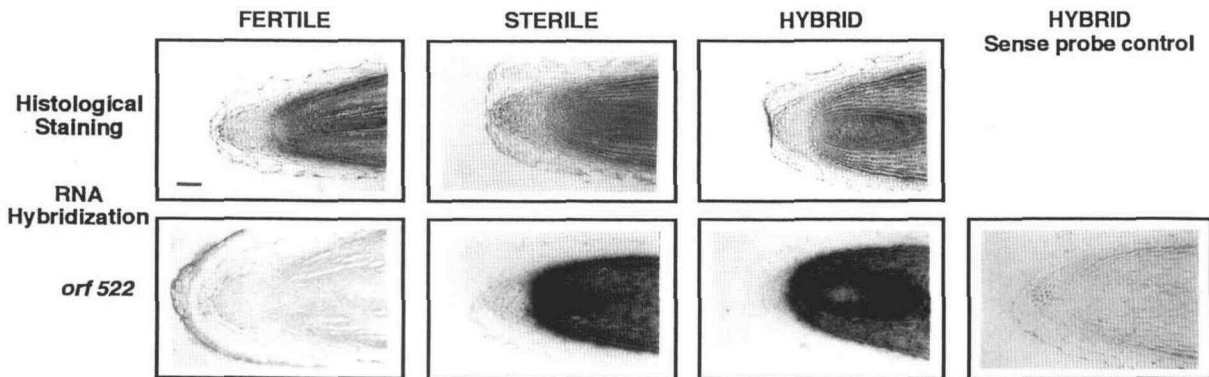 FERTILE
STERILE
HYBRID
HYBRID
Sense probe control
Histological
Staining
RNA
Hybridization
orf 522